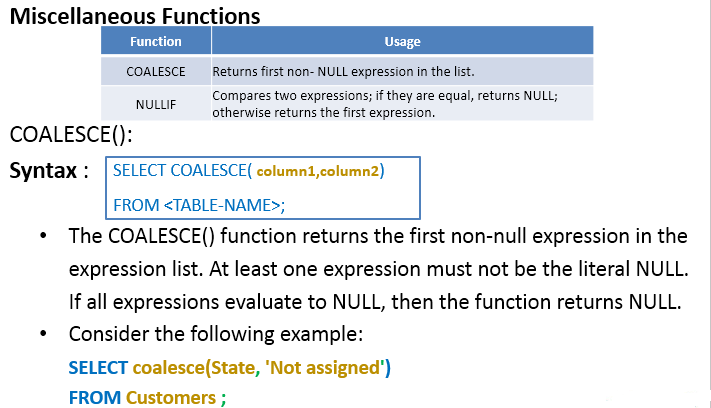 Miscellaneous Functions
Function Usage
COALESCE Returns first non- NULL expression in the list.
NULLIF Compares two expressions; if they are equal, returns NULL;
otherwise returns the first expression.
COALESCE():
Syntax : SELECT COALESCE( column1,column2)
FROM <TABLE-NAME>;
• The COALESCE() function returns the first non-null expression in the
expression list. At least one expression must not be the literal NULL.
If all expressions evaluate to NULL, then the function returns NULL.
• Consider the following example:
SELECT coalesce(State, 'Not assigned')
FROM Customers ;